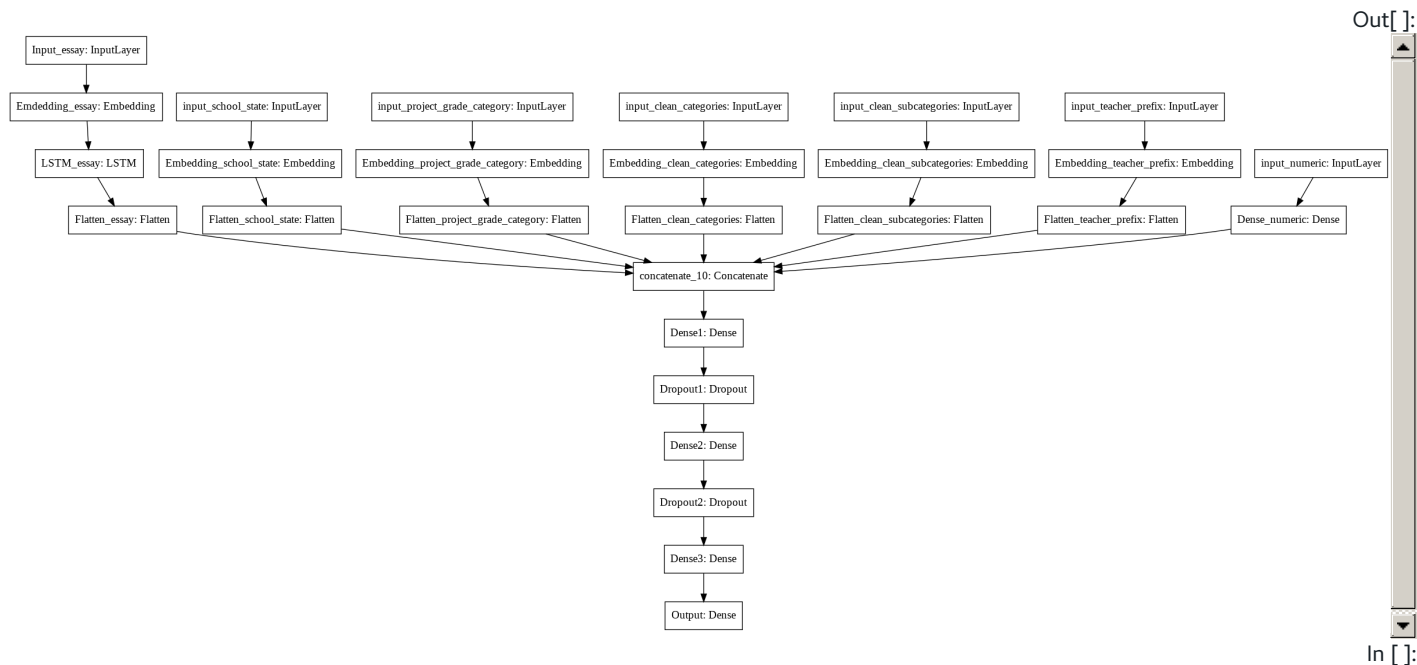 Out[ ]:
Input_essay: InputLayer
Emdedding_essay: Embedding
input_school_state: InputLayer
input_project_grade_category: InputLayer
input_clean_categories: InputLayer
input_clean_subcategories: InputLayer
input_teacher_prefix: InputLayer
LSTM_essay: LSTM
Embedding_school_state: Embedding
Embedding_project_grade_category: Embedding
Embedding_clean_categories: Embedding
Embedding_clean_subcategories: Embedding
Embedding_teacher_prefix: Embedding
input_numeric: InputLayer
Flatten_essay: Flatten
Flatten_school_state: Flatten
Flatten_project_grade_category: Flatten
Flatten_clean_categories: Flatten
Flatten_clean_subcategories: Flatten
Flatten_teacher_prefix: Flatten
Dense_numeric: Dense
concatenate_10: Concatenate
Dense1: Dense
Dropout1: Dropout
Dense2: Dense
Dropout2: Dropout
Dense3: Dense
Output: Dense
In [ ]: